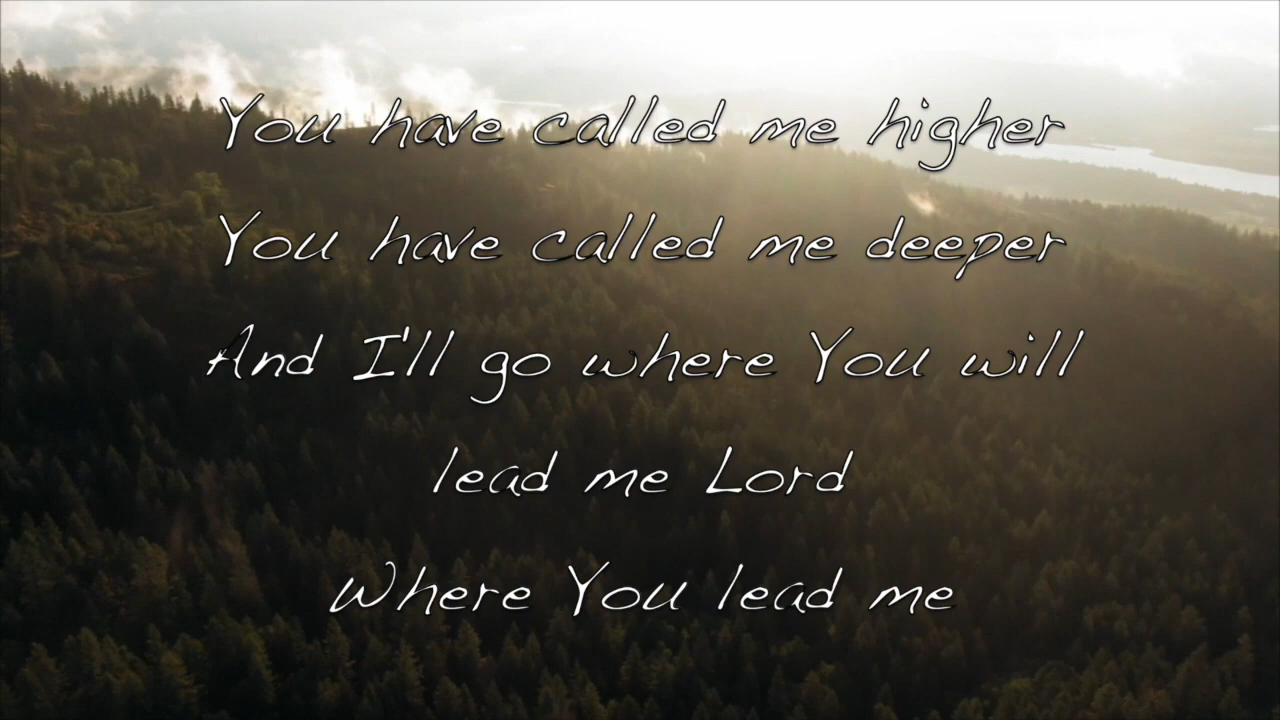 You have called me higher
You have called me deeper
And I'll go where You will
lead me Lord
Where You lead me